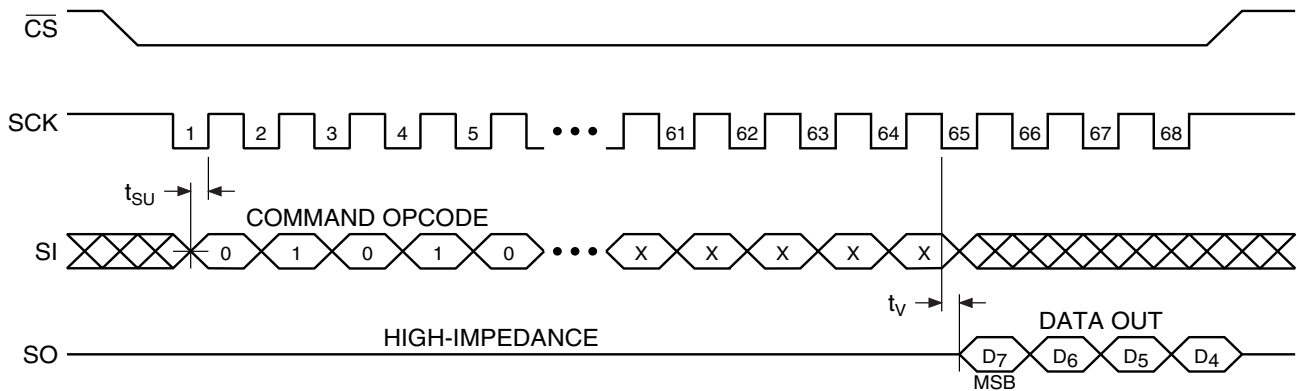 CS
SCK 1 2 3 4 5 ••• 61 62 63 64 65 66 67 68
tSU
COMMAND OPCODE
SI 0 1 0 1 0 ••• X X X X X
tV
HIGH-IMPEDANCE
DATA OUT
SO D7 D6 D5 D4
MSB